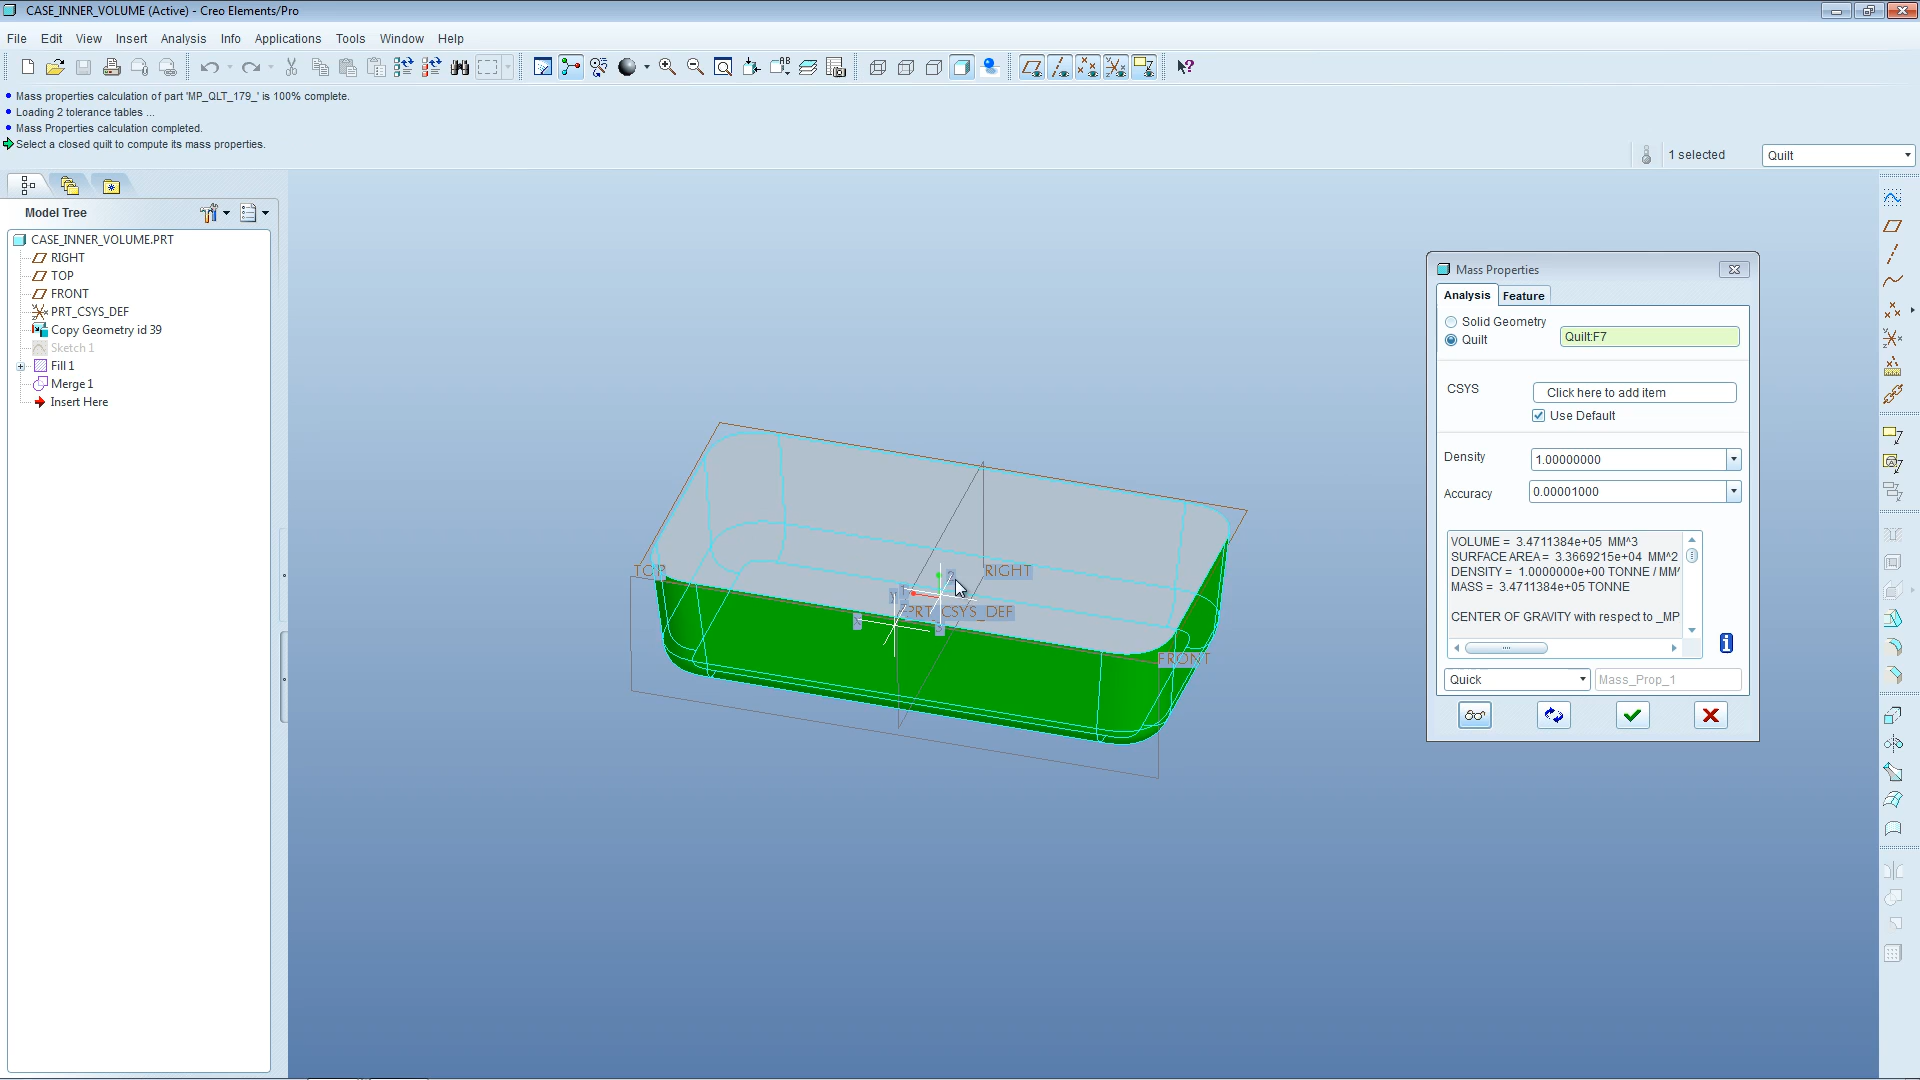 CASE_INNER_VOLUME (Active) - Creo Elements/Pro
File Edit View Insert Analysis Info Applications Tools Window Help
Mass properties calculation of part 'MP_QLT_179_' is 100% complete.
Loading 2 tolerance tables ...
Mass Properties calculation completed.
Select a closed quilt to compute its mass properties.
1 selected
Quilt
Model Tree
CASE_INNER_VOLUME.PRT
RIGHT
TOP
FRONT
PRT_CSYS_DEF
Copy Geometry id 39
Sketch 1
Fill 1
Merge 1
Insert Here
TOP
RIGHT
PRT_CSYS_DEF
FRONT
Mass Properties
Analysis Feature
Solid Geometry
Quilt
Quilt:F7
CSYS
Click here to add item
Use Default
Density
1.00000000
Accuracy
0.00001000
VOLUME = 3.4711384e+05 MM^3
SURFACE AREA = 3.3669215e+04 MM^2
DENSITY = 1.0000000e+00 TONNE / MM^
MASS = 3.4711384e+05 TONNE
CENTER OF GRAVITY with respect to _MP
Quick
Mass_Prop_1